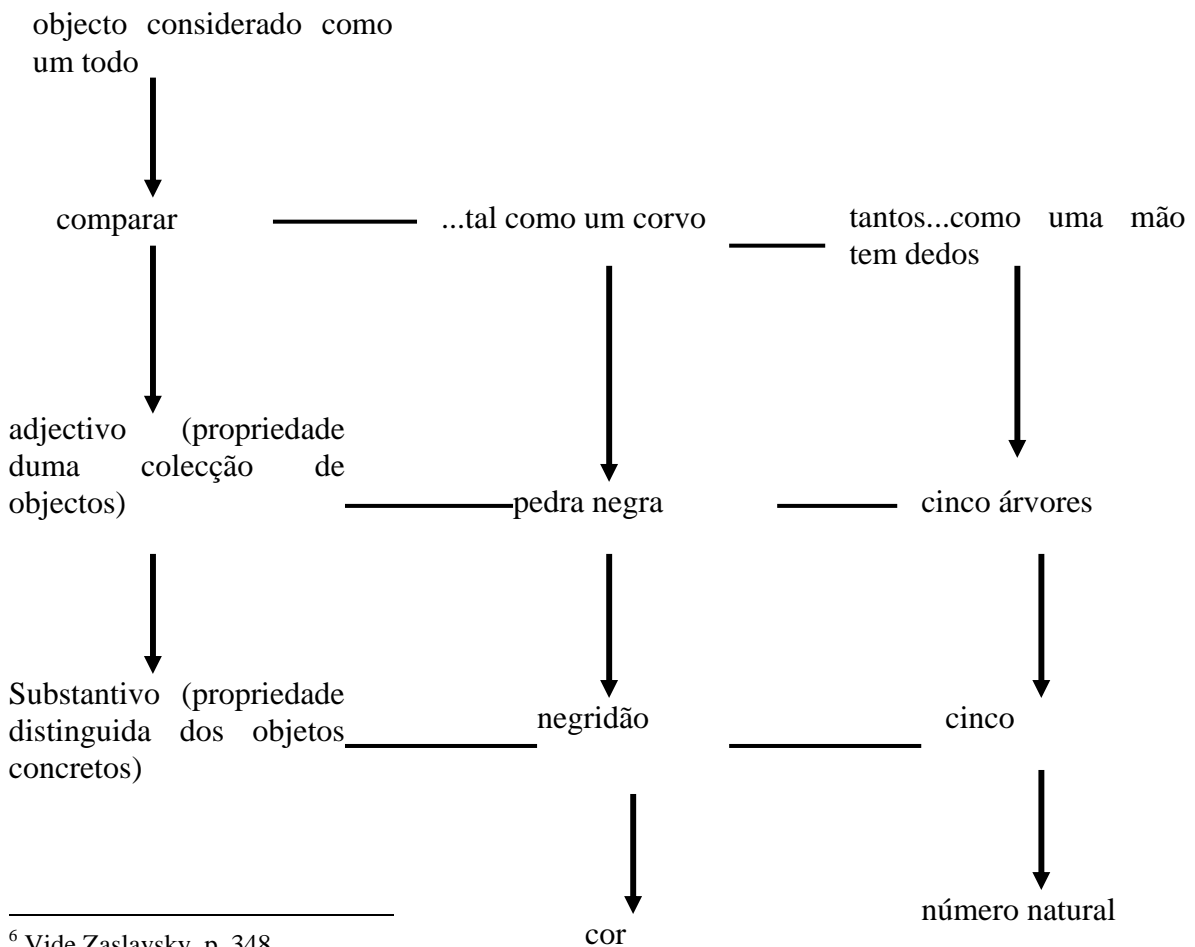 objecto considerado como
um todo
comparar
...tal como um corvo
tantos...como uma mão
tem dedos
adjectivo (propriedade
duma colecção de
objectos)
pedra negra
cinco árvores
Substantivo (propriedade
distinguida dos objetos
concretos)
negridão
cinco
cor
número natural
6 Vide Zaslavsky, p. 348